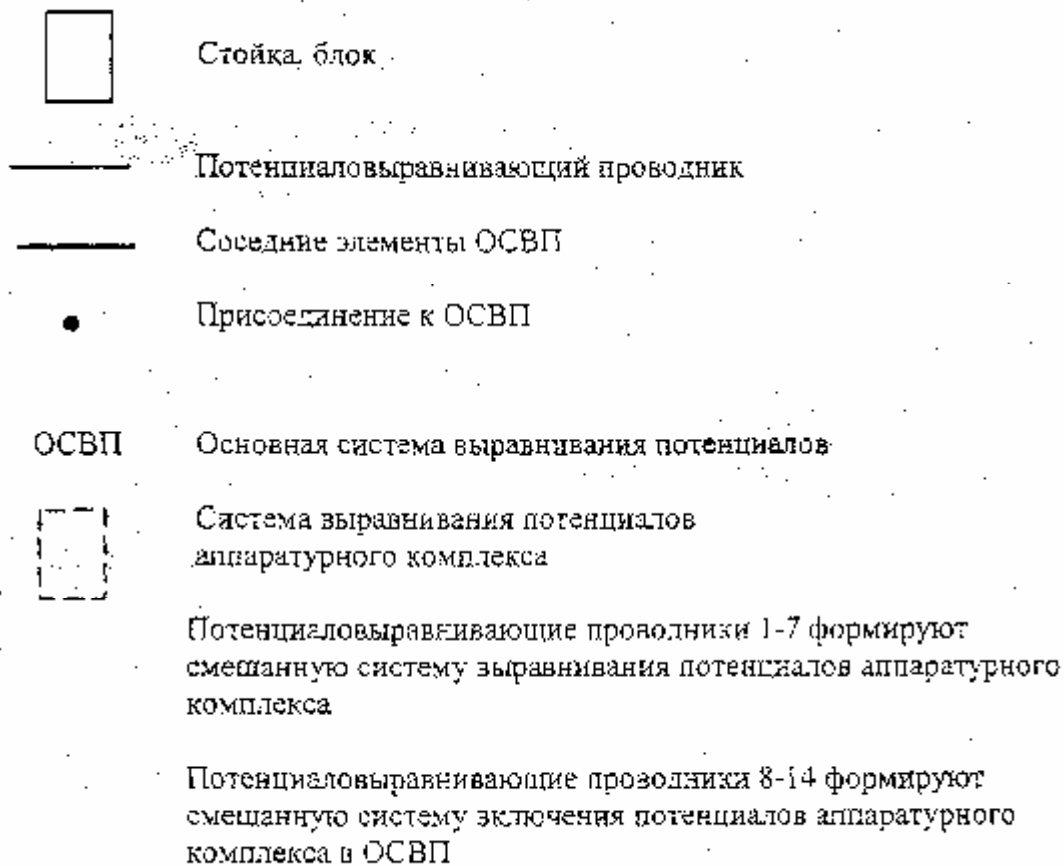 Стойка, блок
Потенциаловыравнивающий проводник
Соседние элементы ОСВП
Присоединение к ОСВП
ОСВП Основная система выравнивания потенциалов
Система выравнивания потенциалов
аппаратурного комплекса
Потенциаловыравнивающие проводники 1-7 формируют
смешанную систему выравнивания потенциалов аппаратурного
комплекса
Потенциаловыравнивающие проводники 8-14 формируют
смешанную систему включения потенциалов аппаратурного
комплекса в ОСВП